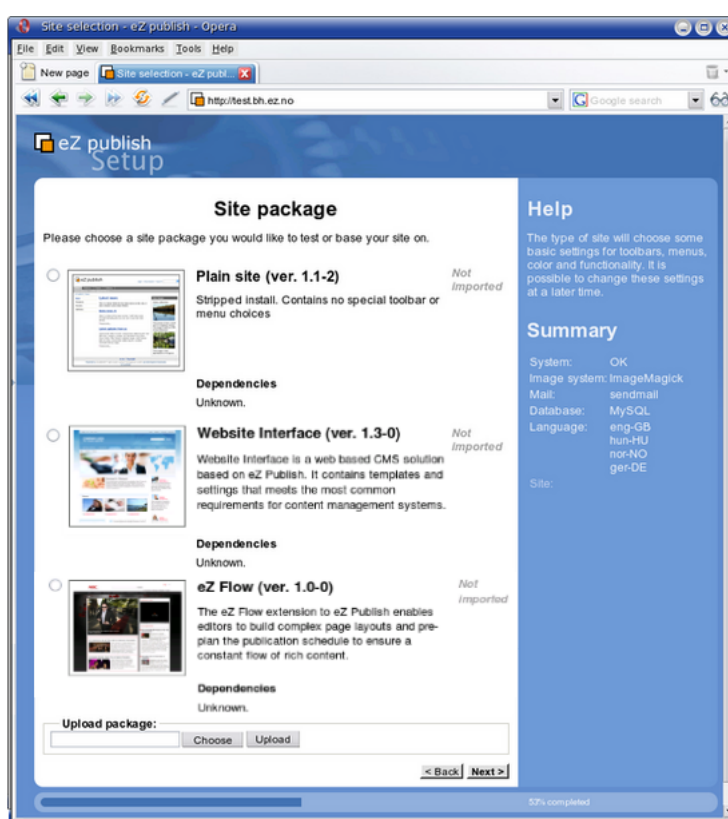 Site selection - eZ publish - Opera
File Edit View Bookmarks Tools Help
New page Site selection - eZ publ...
http://test.bh.ez.no Google search
eZ publish
Setup
Site package
Please choose a site package you would like to test or base your site on.
Plain site (ver. 1.1-2)
Not
Imported
Stripped install. Contains no special toolbar or
menu choices
Dependencies
Unknown.
Website Interface (ver. 1.3-0)
Not
Imported
Website Interface is a web based CMS solution
based on eZ Publish. It contains templates and
settings that meets the most common
requirements for content management systems.
Dependencies
Unknown.
eZ Flow (ver. 1.0-0)
Not
Imported
The eZ Flow extension to eZ Publish enables
editors to build complex page layouts and pre-
plan the publication schedule to ensure a
constant flow of rich content.
Dependencies
Unknown.
Upload package:
Choose Upload
< Back Next >
Help
The type of site will choose some
basic settings for toolbars, menus,
color and functionality. It is
possible to change these settings
at a later time.
Summary
System: OK
Image system: ImageMagick
Mail: sendmail
Database: MySQL
Language: eng-GB
hun-HU
nor-NO
ger-DE
Site:
53% completed